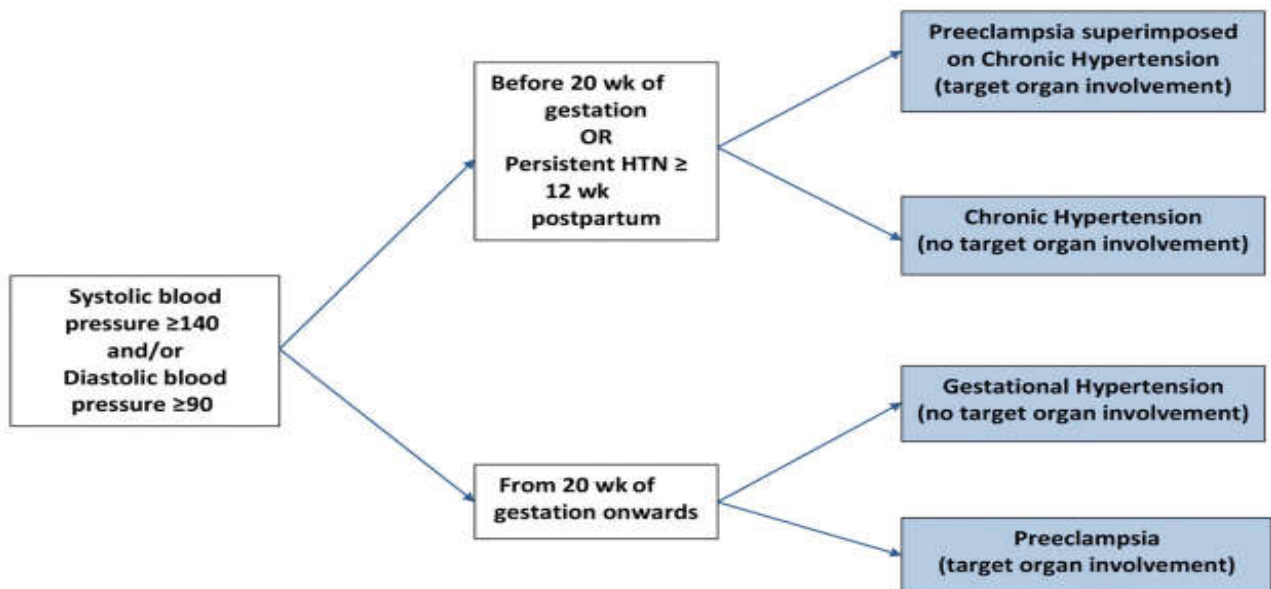 Systolic blood
pressure ≥140
and/or
Diastolic blood
pressure ≥90
Before 20 wk of
gestation
OR
Persistent HTN ≥
12 wk
postpartum
From 20 wk of
gestation onwards
Preeclampsia superimposed
on Chronic Hypertension
(target organ involvement)
Chronic Hypertension
(no target organ involvement)
Gestational Hypertension
(no target organ involvement)
Preeclampsia
(target organ involvement)